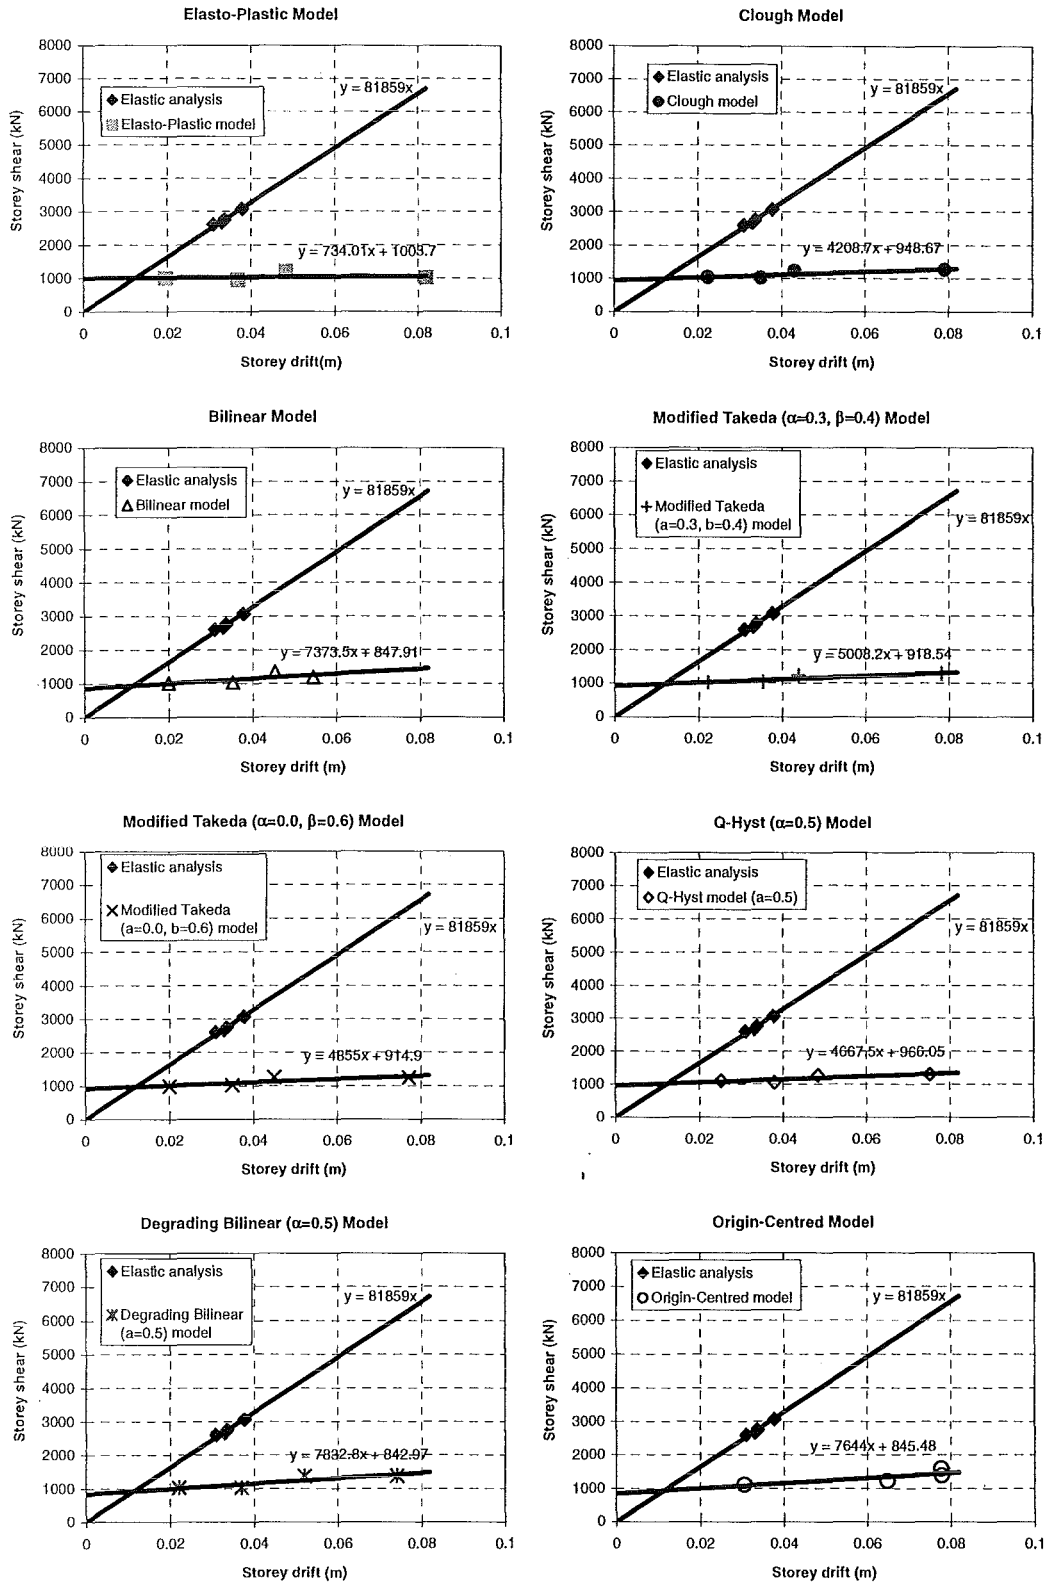 Elasto-Plastic Model
8000
7000
6000
5000
4000
3000
2000
1000
0
Storey shear (kN)
Elastic analysis
Elasto-Plastic model
y = 81859x
y = 734.01x + 1003.7
0 0.02 0.04 0.06 0.08 0.1
Storey drift(m)
Clough Model
8000
7000
6000
5000
4000
3000
2000
1000
0
Storey shear (kN)
Elastic analysis
Clough model
y = 81859x
y = 4208.7x + 948.67
0 0.02 0.04 0.06 0.08 0.1
Storey drift (m)
Bilinear Model
8000
7000
6000
5000
4000
3000
2000
1000
0
Storey shear (kN)
Elastic analysis
Bilinear model
y = 81859x
y = 7373.5x + 847.91
0 0.02 0.04 0.06 0.08 0.1
Storey drift (m)
Modified Takeda (α=0.3, β=0.4) Model
8000
7000
6000
5000
4000
3000
2000
1000
0
Storey shear (kN)
Elastic analysis
Modified Takeda
(a=0.3, b=0.4) model
y = 81859x
y = 5008.2x + 918.54
0 0.02 0.04 0.06 0.08 0.1
Storey drift (m)
Modified Takeda (α=0.0, β=0.6) Model
8000
7000
6000
5000
4000
3000
2000
1000
0
Storey shear (kN)
Elastic analysis
Modified Takeda
(a=0.0, b=0.6) model
y = 81859x
y = 4855x + 914.9
0 0.02 0.04 0.06 0.08 0.1
Storey drift (m)
Q-Hyst (α=0.5) Model
8000
7000
6000
5000
4000
3000
2000
1000
0
Storey shear (kN)
Elastic analysis
Q-Hyst model (a=0.5)
y = 81859x
y = 4667.5x + 966.05
0 0.02 0.04 0.06 0.08 0.1
Storey drift (m)
Degrading Bilinear (α=0.5) Model
8000
7000
6000
5000
4000
3000
2000
1000
0
Storey shear (kN)
Elastic analysis
Degrading Bilinear
(a=0.5) model
y = 81859x
y = 7832.8x + 842.97
0 0.02 0.04 0.06 0.08 0.1
Storey drift (m)
Origin-Centred Model
8000
7000
6000
5000
4000
3000
2000
1000
0
Storey shear (kN)
Elastic analysis
Origin-Centred model
y = 81859x
y = 7644x + 845.48
0 0.02 0.04 0.06 0.08 0.1
Storey drift (m)